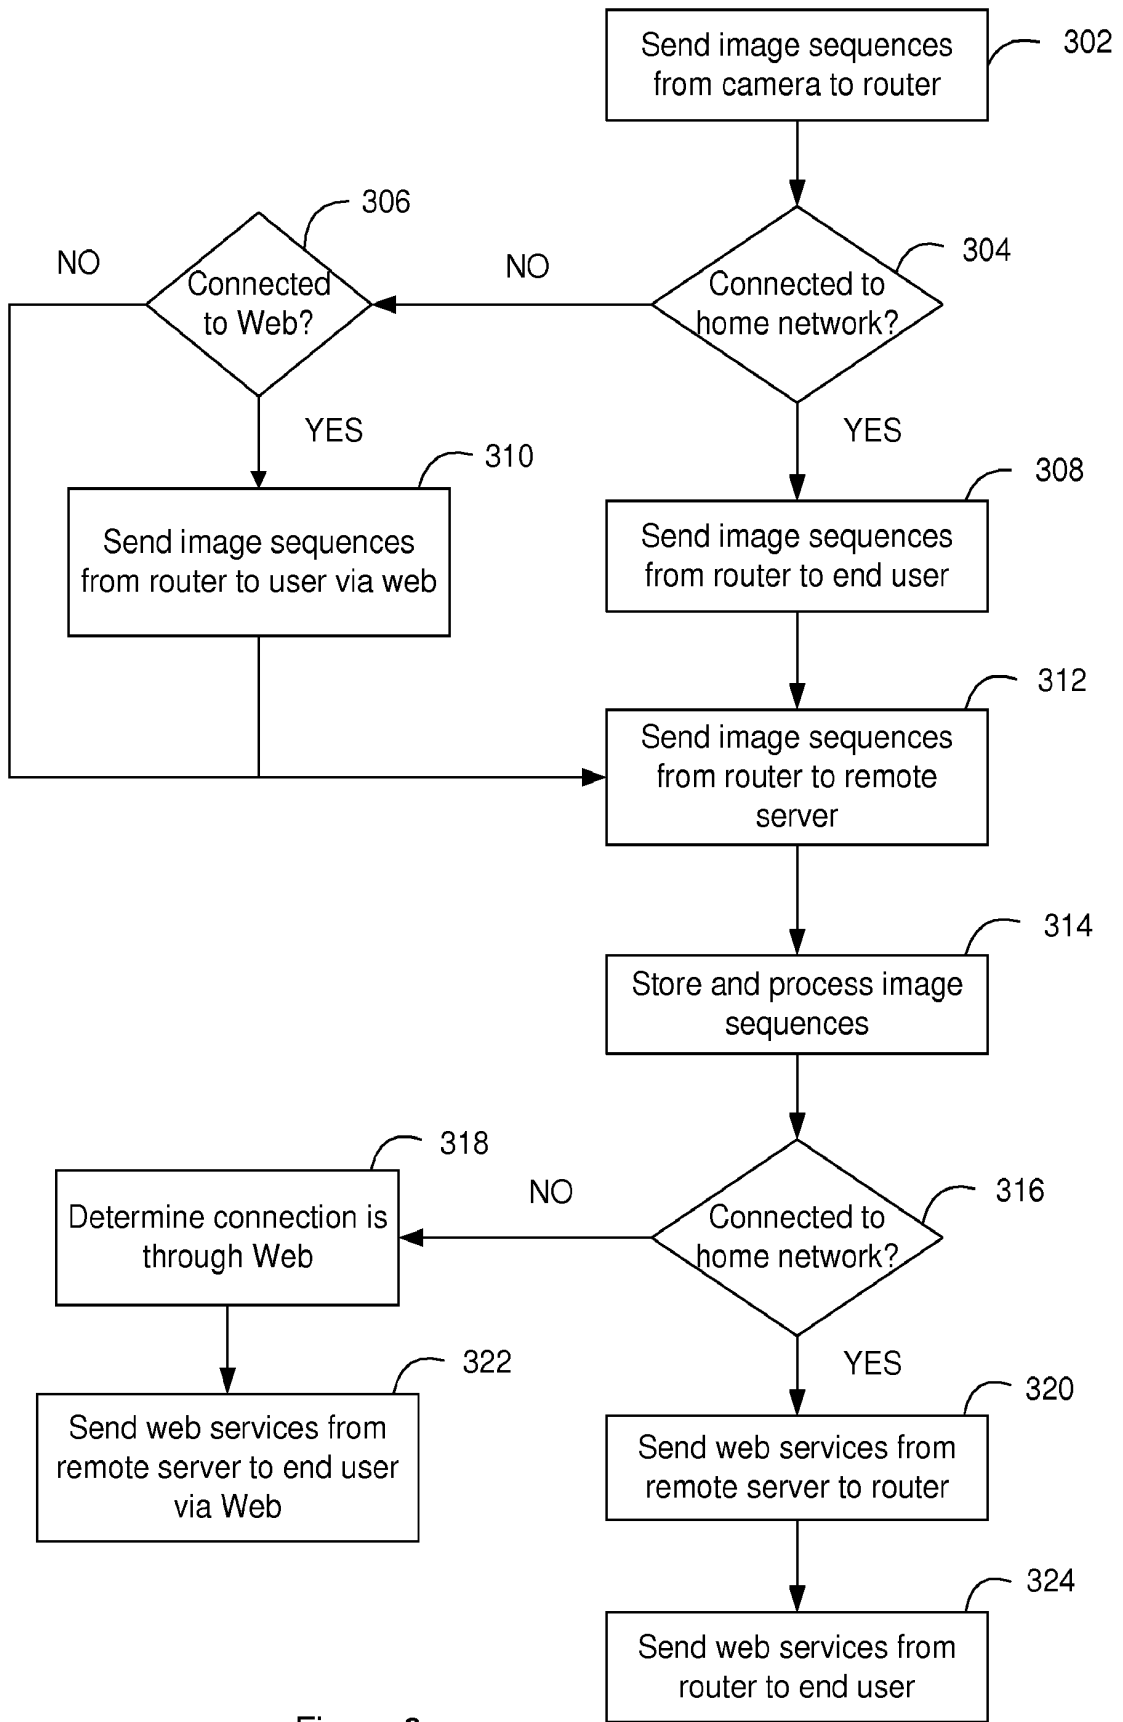 Send image sequences
from camera to router
302
306
NO
Connected
to Web?
NO
304
Connected to
home network?
YES
310
YES
308
Send image sequences
from router to user via web
Send image sequences
from router to end user
312
Send image sequences
from router to remote
server
314
Store and process image
sequences
318
NO
316
Determine connection is
through Web
Connected to
home network?
322
YES
320
Send web services from
remote server to end user
via Web
Send web services from
remote server to router
324
Send web services from
router to end user